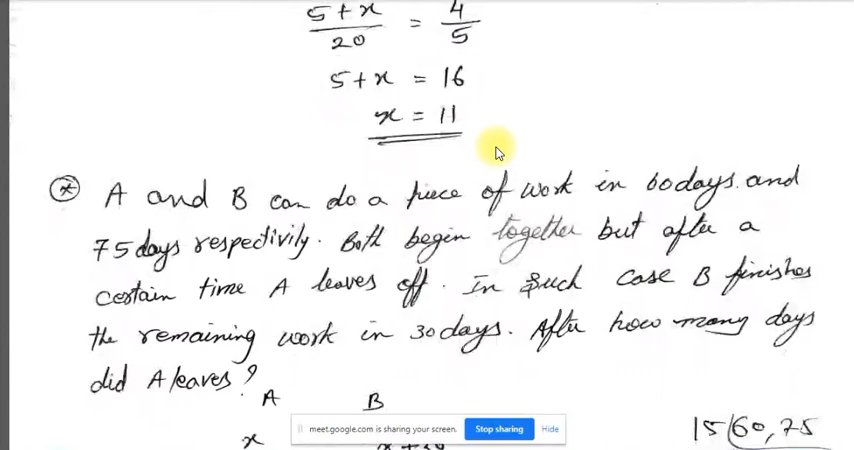 5+x / 20 = 4 / 5
5+x = 16
x = 11
* A and B can do a piece of work in 60days. and
75days respectivily. Both begin together but after a
certain time A leaves off. In such case B finishes
the remaining work in 30days. After how many days
did A leaves?
A B
meet.google.com is sharing your screen. Stop sharing Hide
15(60, 75
x